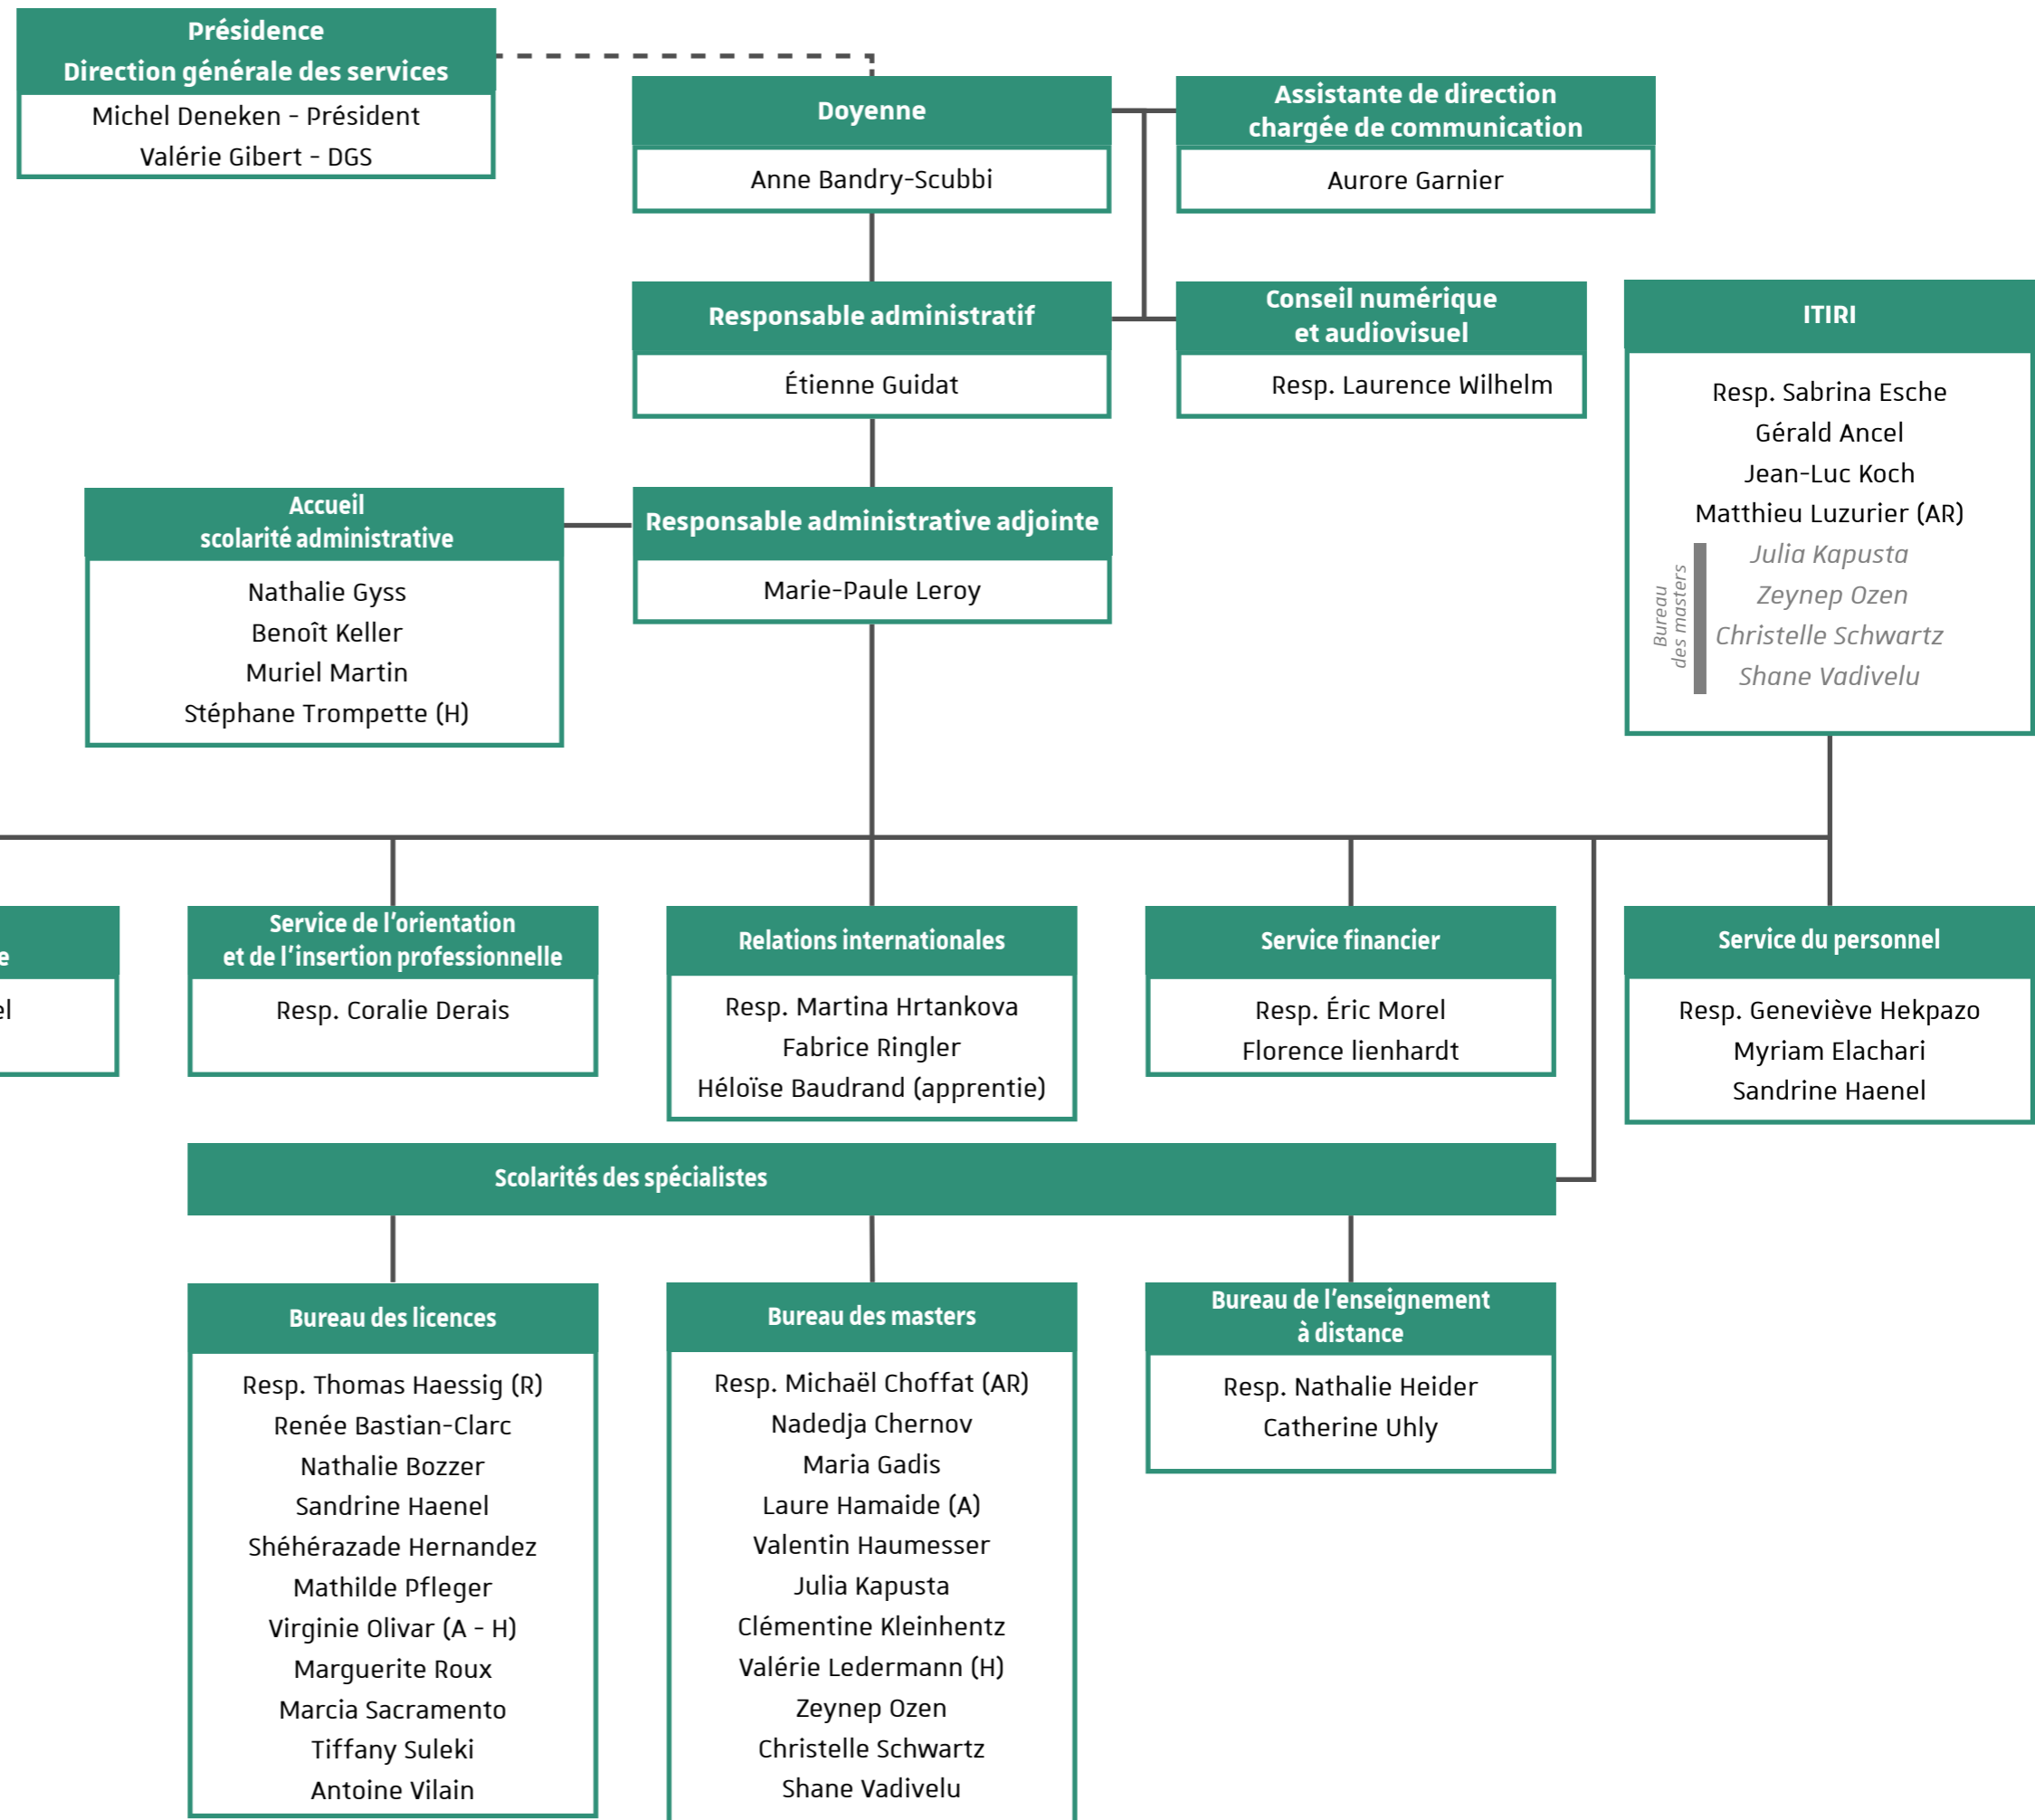 Présidence
Direction générale des services
Michel Deneken - Président
Valérie Gibert - DGS
Doyenne
Anne Bandry-Scubbi
Assistante de direction
chargée de communication
Aurore Garnier
Responsable administratif
Étienne Guidat
Conseil numérique
et audiovisuel
Resp. Laurence Wilhelm
ITIRI
Resp. Sabrina Esche
Gérald Ancel
Jean-Luc Koch
Matthieu Luzurier (AR)
Julia Kapusta
Zeynep Ozen
Christelle Schwartz
Shane Vadivelu
Bureau
des masters
Accueil
scolarité administrative
Nathalie Gyss
Benoît Keller
Muriel Martin
Stéphane Trompette (H)
Responsable administrative adjointe
Marie-Paule Leroy
e
el
Service de l'orientation
et de l'insertion professionnelle
Resp. Coralie Derais
Relations internationales
Resp. Martina Hrtankova
Fabrice Ringler
Héloïse Baudrand (apprentie)
Service financier
Resp. Éric Morel
Florence lienhardt
Service du personnel
Resp. Geneviève Hekpazo
Myriam Elachari
Sandrine Haenel
Scolarités des spécialistes
Bureau des licences
Resp. Thomas Haessig (R)
Renée Bastian-Clarc
Nathalie Bozzer
Sandrine Haenel
Shéhérazade Hernandez
Mathilde Pfleger
Virginie Olivar (A - H)
Marguerite Roux
Marcia Sacramento
Tiffany Suleki
Antoine Vilain
Bureau des masters
Resp. Michaël Choffat (AR)
Nadedja Chernov
Maria Gadis
Laure Hamaide (A)
Valentin Haumesser
Julia Kapusta
Clémentine Kleinhentz
Valérie Ledermann (H)
Zeynep Ozen
Christelle Schwartz
Shane Vadivelu
Bureau de l'enseignement
à distance
Resp. Nathalie Heider
Catherine Uhly